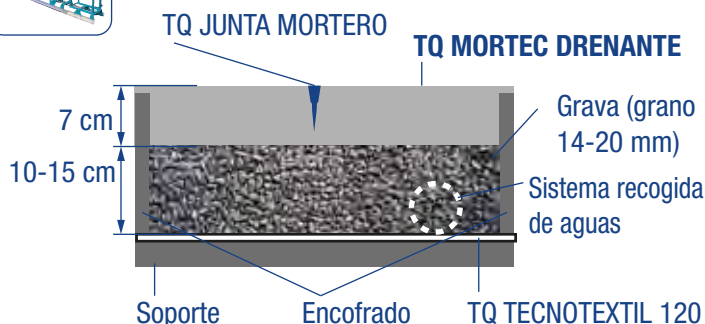 TQ JUNTA MORTERO
TQ MORTEC DRENANTE
7 cm
Grava (grano
14-20 mm)
10-15 cm
Sistema recogida
de aguas
Soporte
Encofrado
TQ TECNOTEXTIL 120